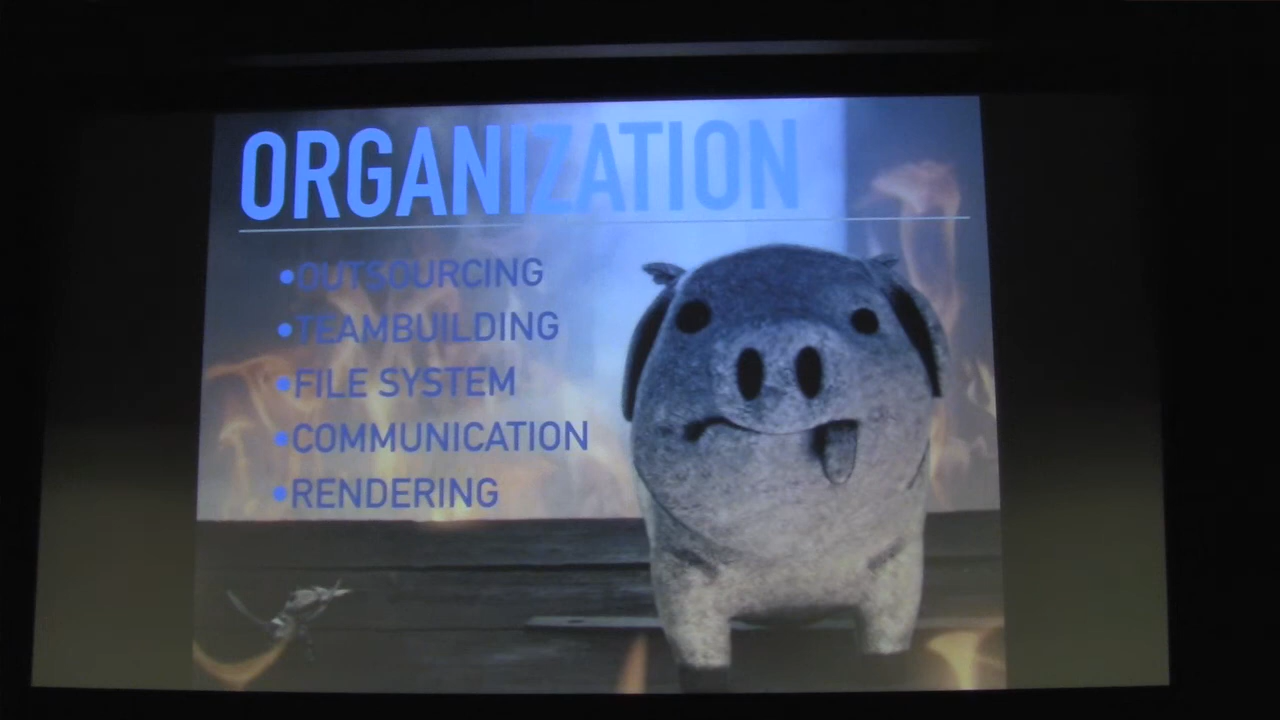 ORGANIZATION
•OUTSOURCING
•TEAMBUILDING
•FILE SYSTEM
•COMMUNICATION
•RENDERING